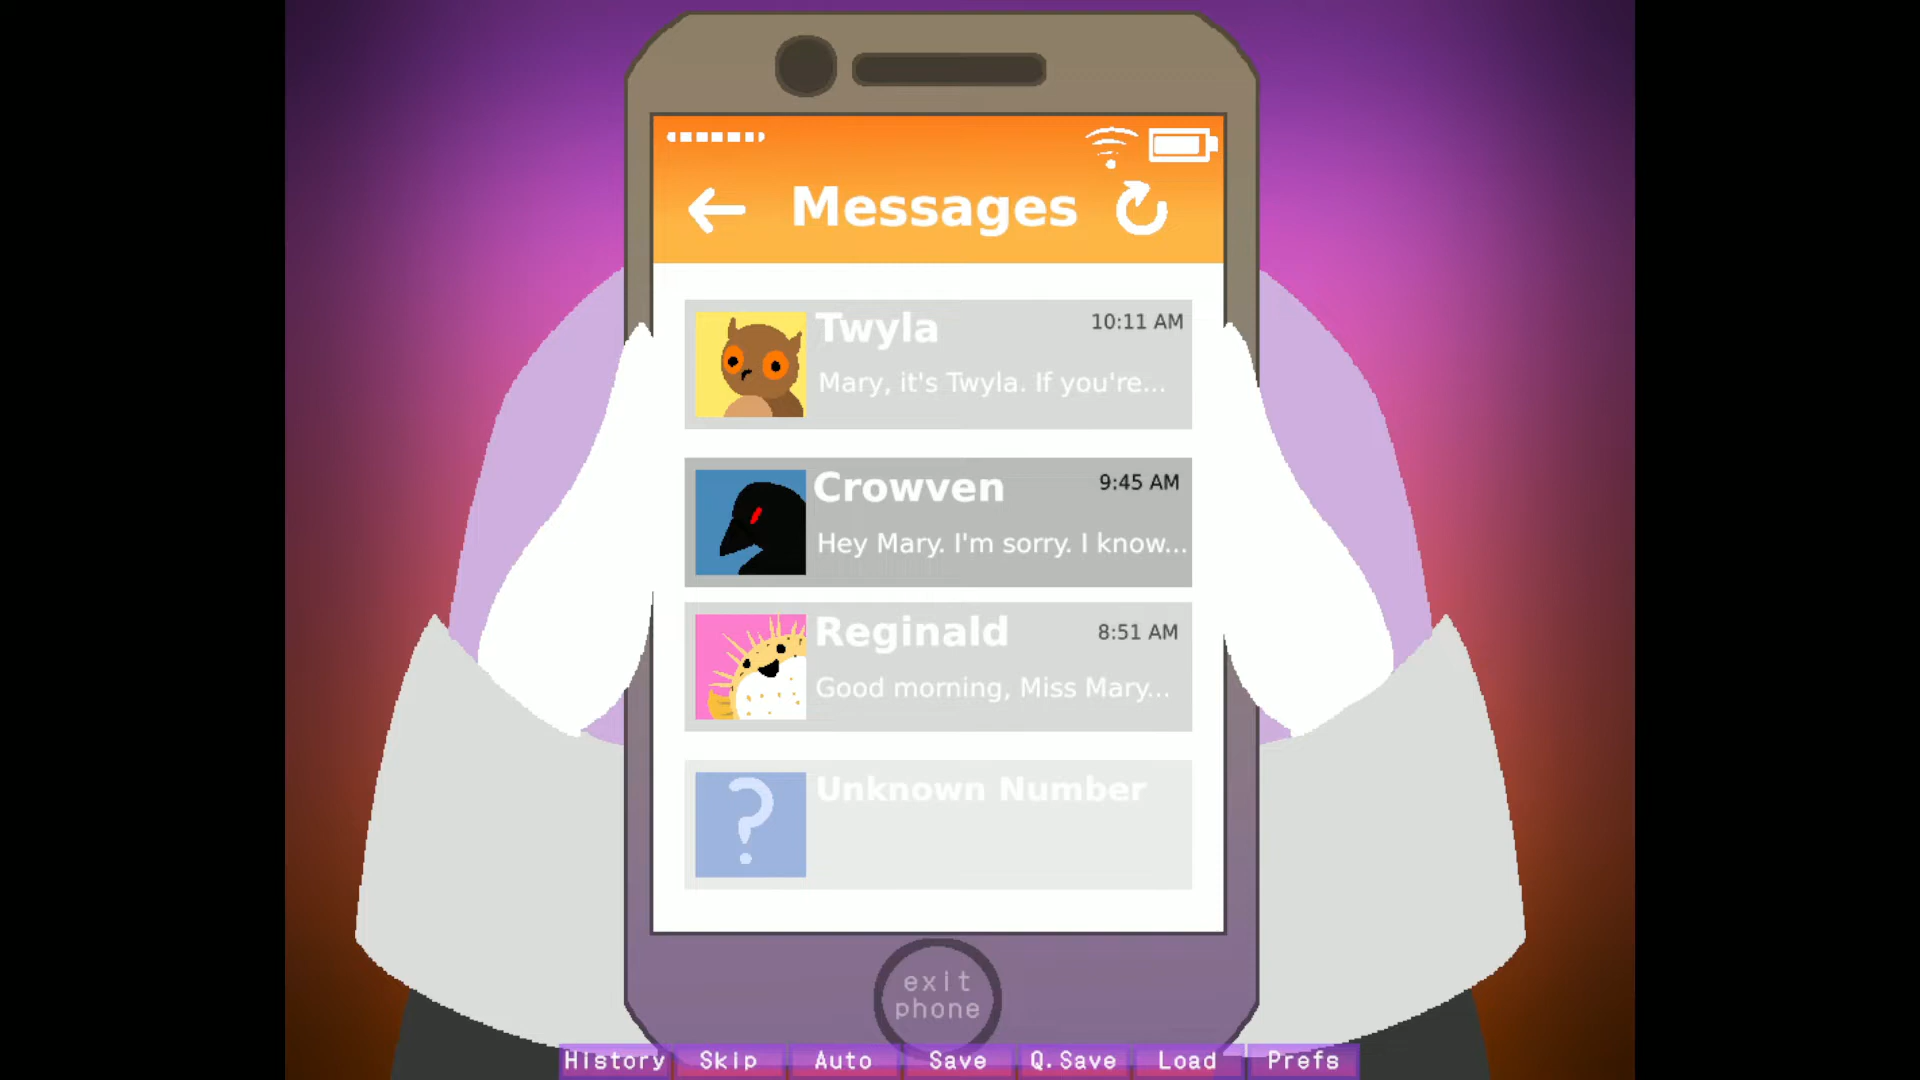 Messages
Twyla
10:11 AM
Mary, it's Twyla. If you're...
Crowven
9:45 AM
Hey Mary. I'm sorry. I know...
Reginald
8:51 AM
Good morning, Miss Mary...
Unknown Number
?
exit
phone
History Skip Auto Save Q.Save Load Prefs